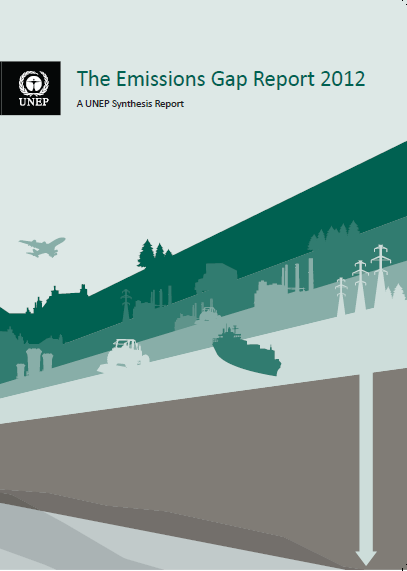 The Emissions Gap Report 2012
UNEP
A UNEP Synthesis Report